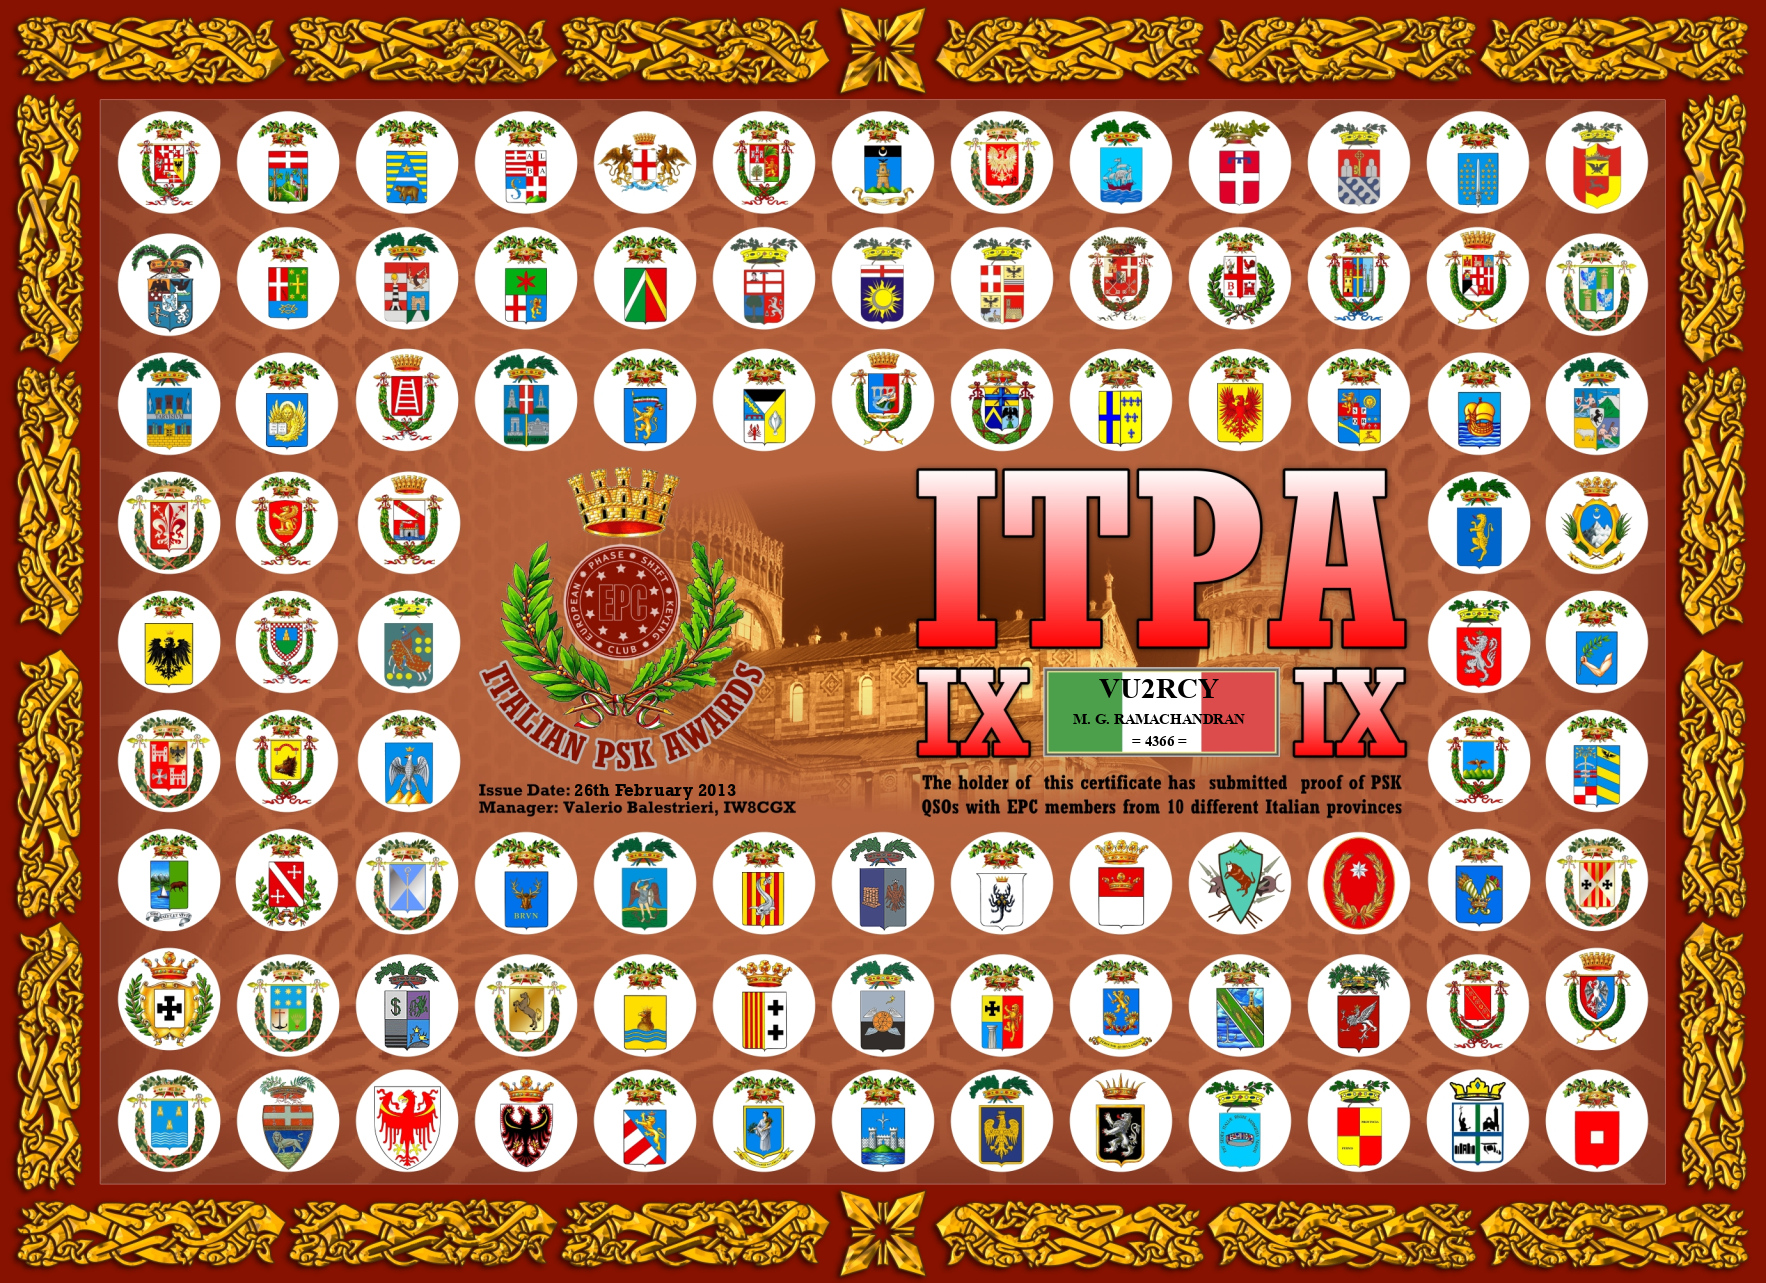 ITPA
EUROPEAN • PHASE • SHIFT • KEYING • CLUB •
EPC
ITALIAN PSK AWARDS
IX
VU2RCY
IX
M. G. RAMACHANDRAN
= 4366 =
Issue Date: 26th February 2013
Manager: Valerio Balestrieri, IW8CGX
The holder of this certificate has submitted proof of PSK
QSOs with EPC members from 10 different Italian provinces
BRVN